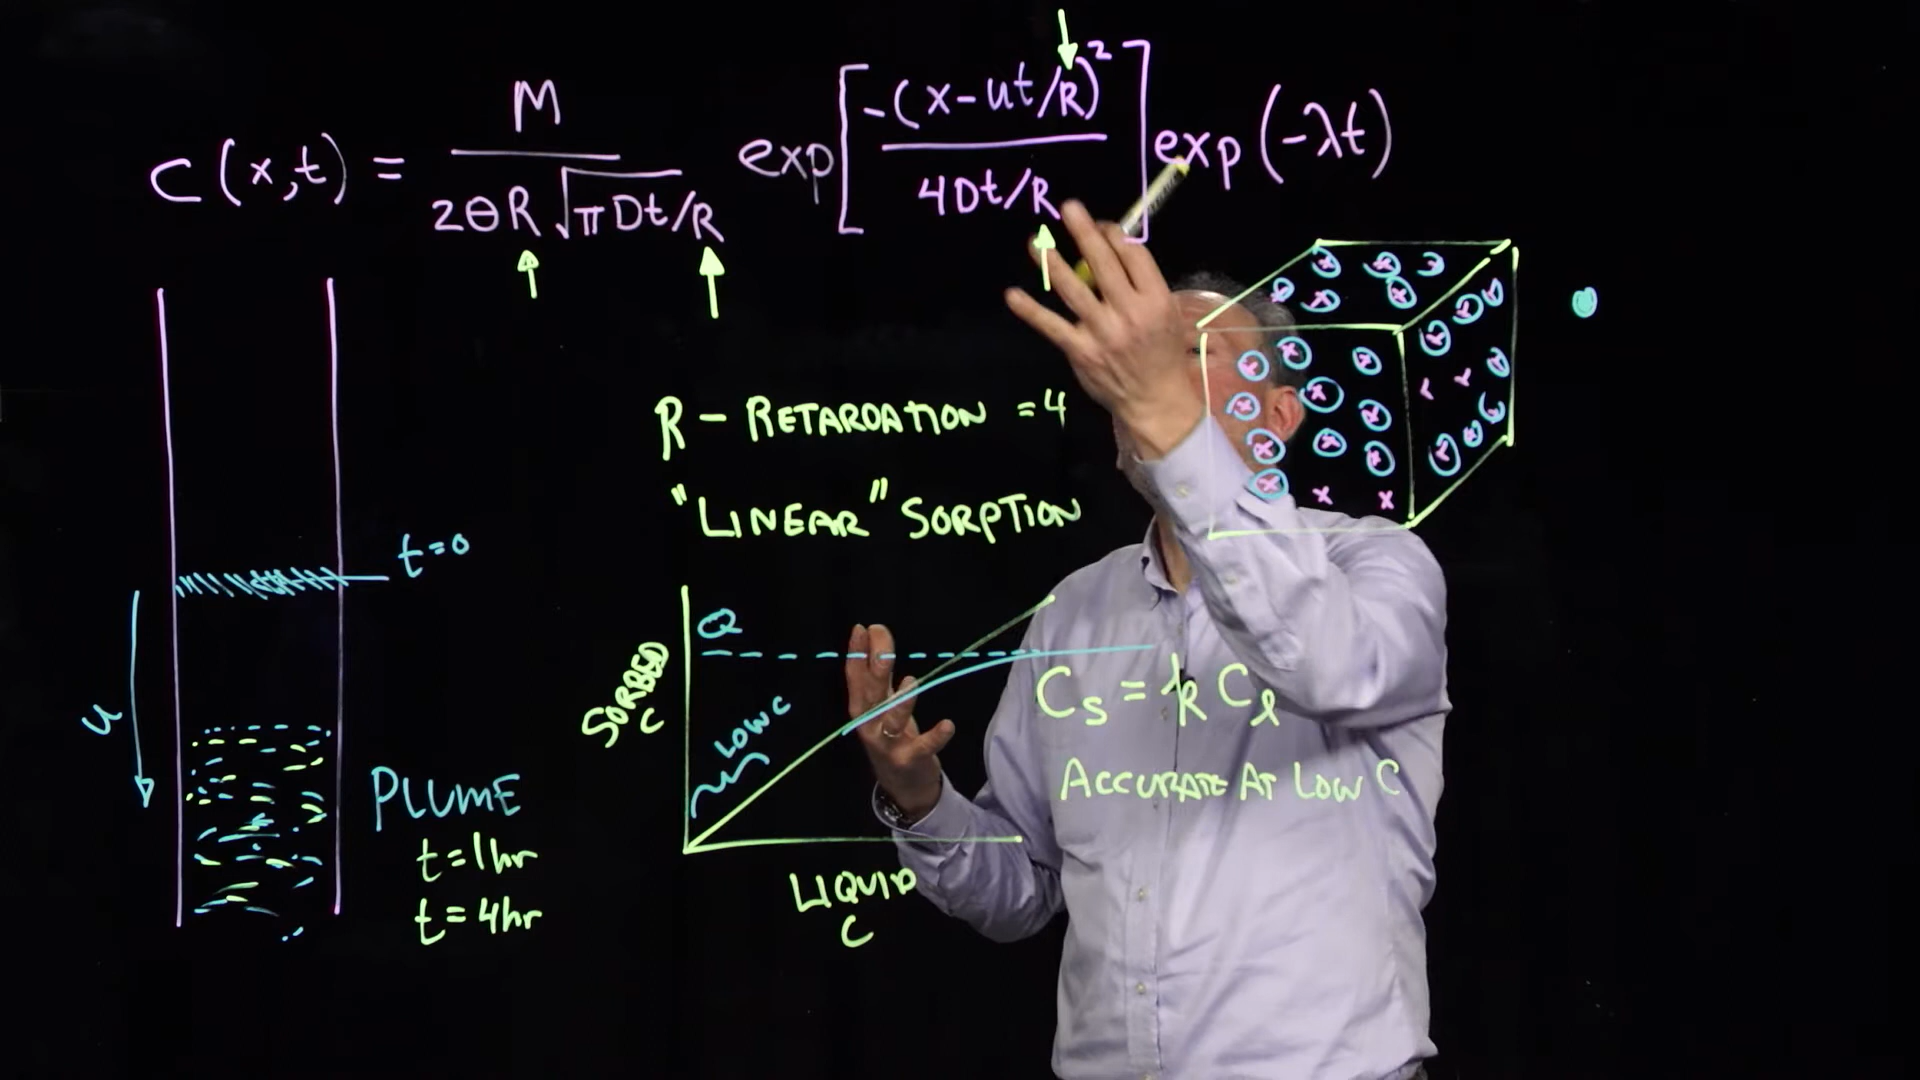 C(x,t) = M / 2θR√πDt/R exp[-(x-ut/R)² / 4Dt/R] exp(-λt)
R - RETARDATION = 4
"LINEAR" SORPTION
t=0
u
PLUME
t=1hr
t=4hr
Q
LOW C
SORBED C
LIQUID C
Cs = k Cl
ACCURATE AT LOW C